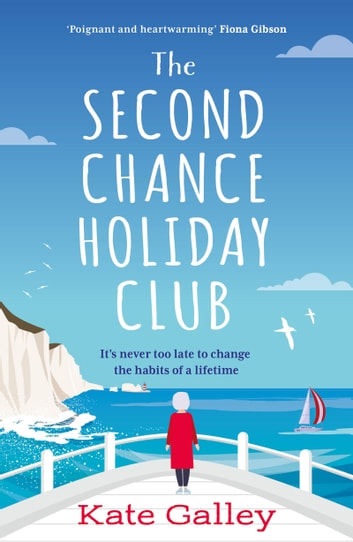 ‘Poignant and heartwarming’ Fiona Gibson
The
SECOND
CHANCE
HOLIDAY
CLUB
It’s never too late to change
the habits of a lifetime
Kate Galley